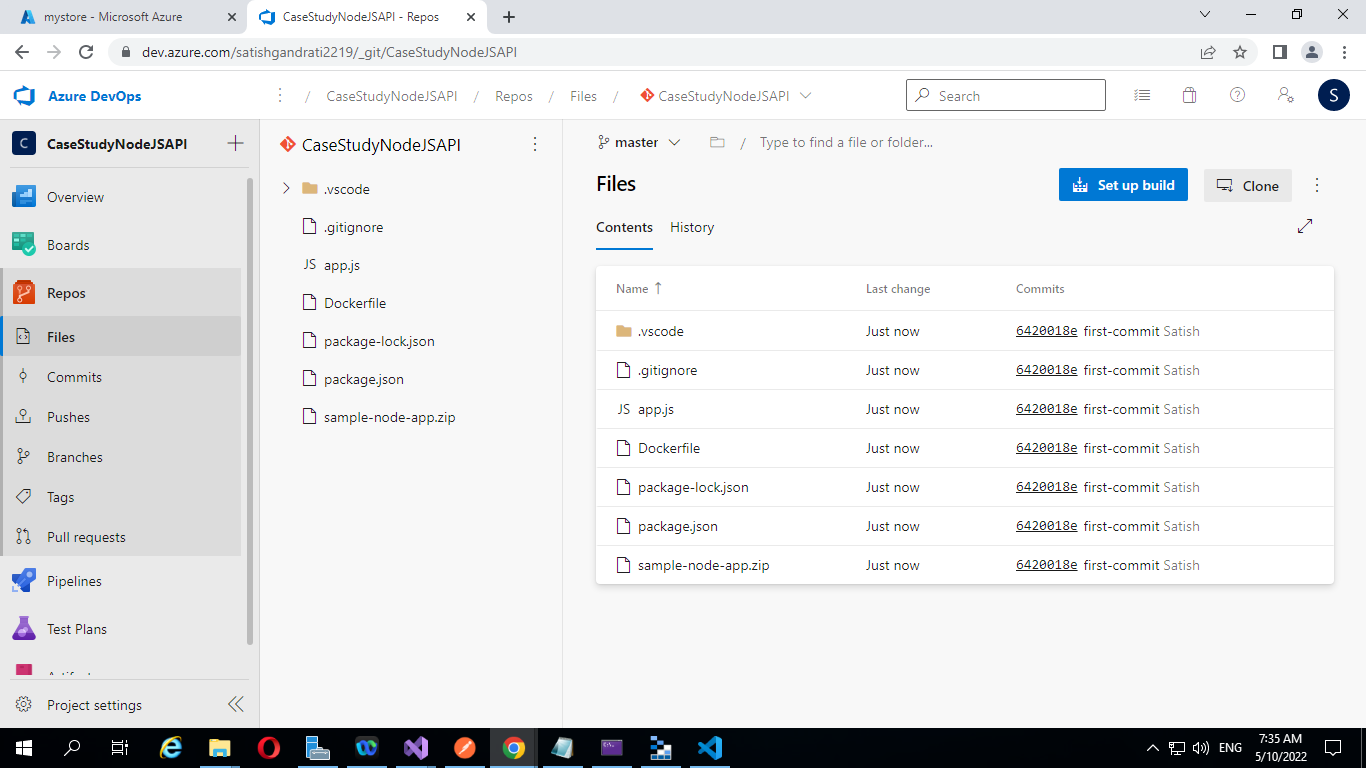 mystore - Microsoft Azure
CaseStudyNodeJSAPI - Repos
dev.azure.com/satishgandrati2219/_git/CaseStudyNodeJSAPI
Azure DevOps
/ CaseStudyNodeJSAPI / Repos / Files / CaseStudyNodeJSAPI
Search
S
C CaseStudyNodeJSAPI
Overview
Boards
Repos
Files
Commits
Pushes
Branches
Tags
Pull requests
Pipelines
Test Plans
Project settings
CaseStudyNodeJSAPI
.vscode
.gitignore
JS app.js
Dockerfile
package-lock.json
package.json
sample-node-app.zip
master / Type to find a file or folder...
Files
Set up build
Clone
Contents History
Name ↑ Last change Commits
.vscode Just now 6420018e first-commit Satish
.gitignore Just now 6420018e first-commit Satish
JS app.js Just now 6420018e first-commit Satish
Dockerfile Just now 6420018e first-commit Satish
package-lock.json Just now 6420018e first-commit Satish
package.json Just now 6420018e first-commit Satish
sample-node-app.zip Just now 6420018e first-commit Satish
ENG
7:35 AM
5/10/2022